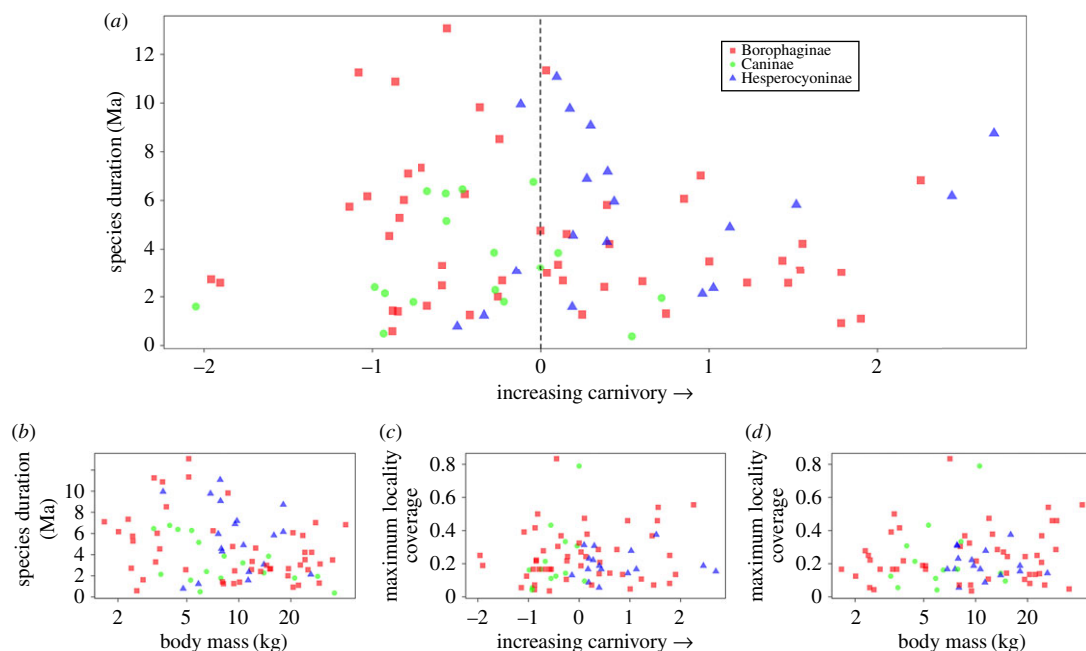 (a)
12
10
8
6
4
2
0
species duration (Ma)
Borophaginae
Caninae
Hesperocyoninae
−2
−1
0
1
2
increasing carnivory →
(b)
10
8
6
4
2
0
species duration
(Ma)
2
5
10
20
body mass (kg)
(c)
0.8
0.6
0.4
0.2
0
maximum locality
coverage
−2
−1
0
1
2
increasing carnivory →
(d)
0.8
0.6
0.4
0.2
0
maximum locality
coverage
2
5
10
20
body mass (kg)